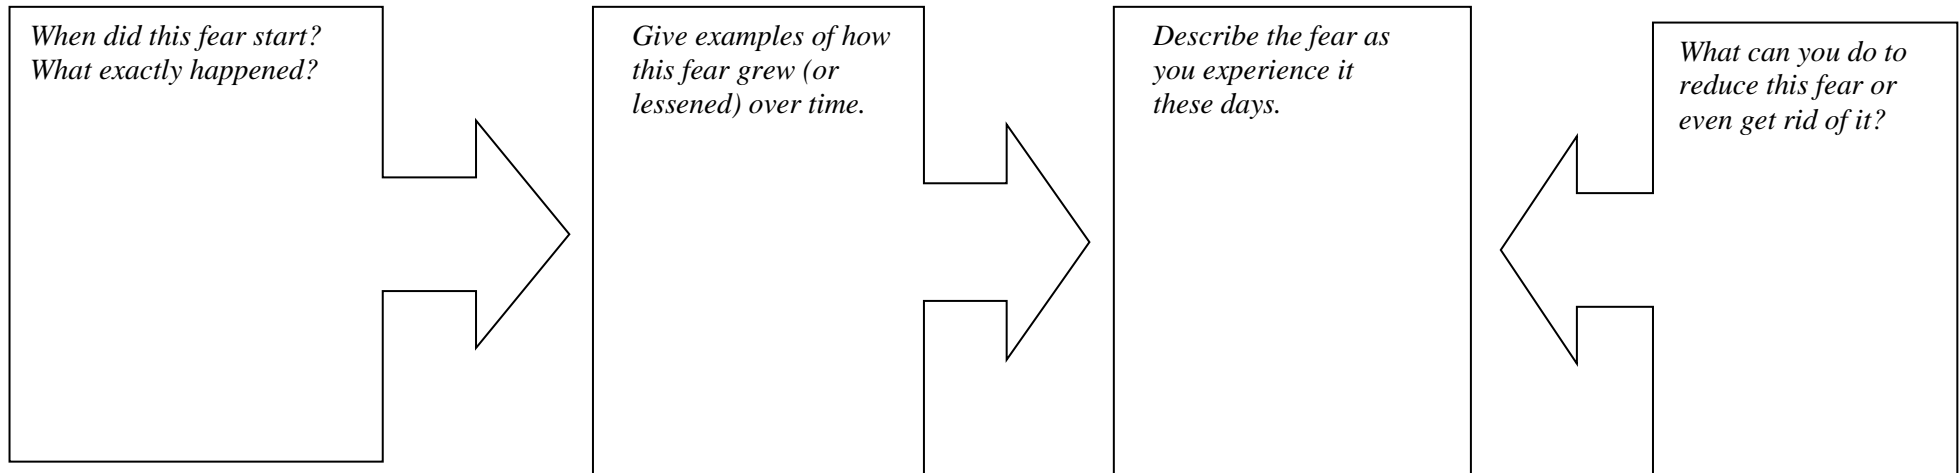 When did this fear start?
What exactly happened?
Give examples of how
this fear grew (or
lessened) over time.
Describe the fear as
you experience it
these days.
What can you do to
reduce this fear or
even get rid of it?